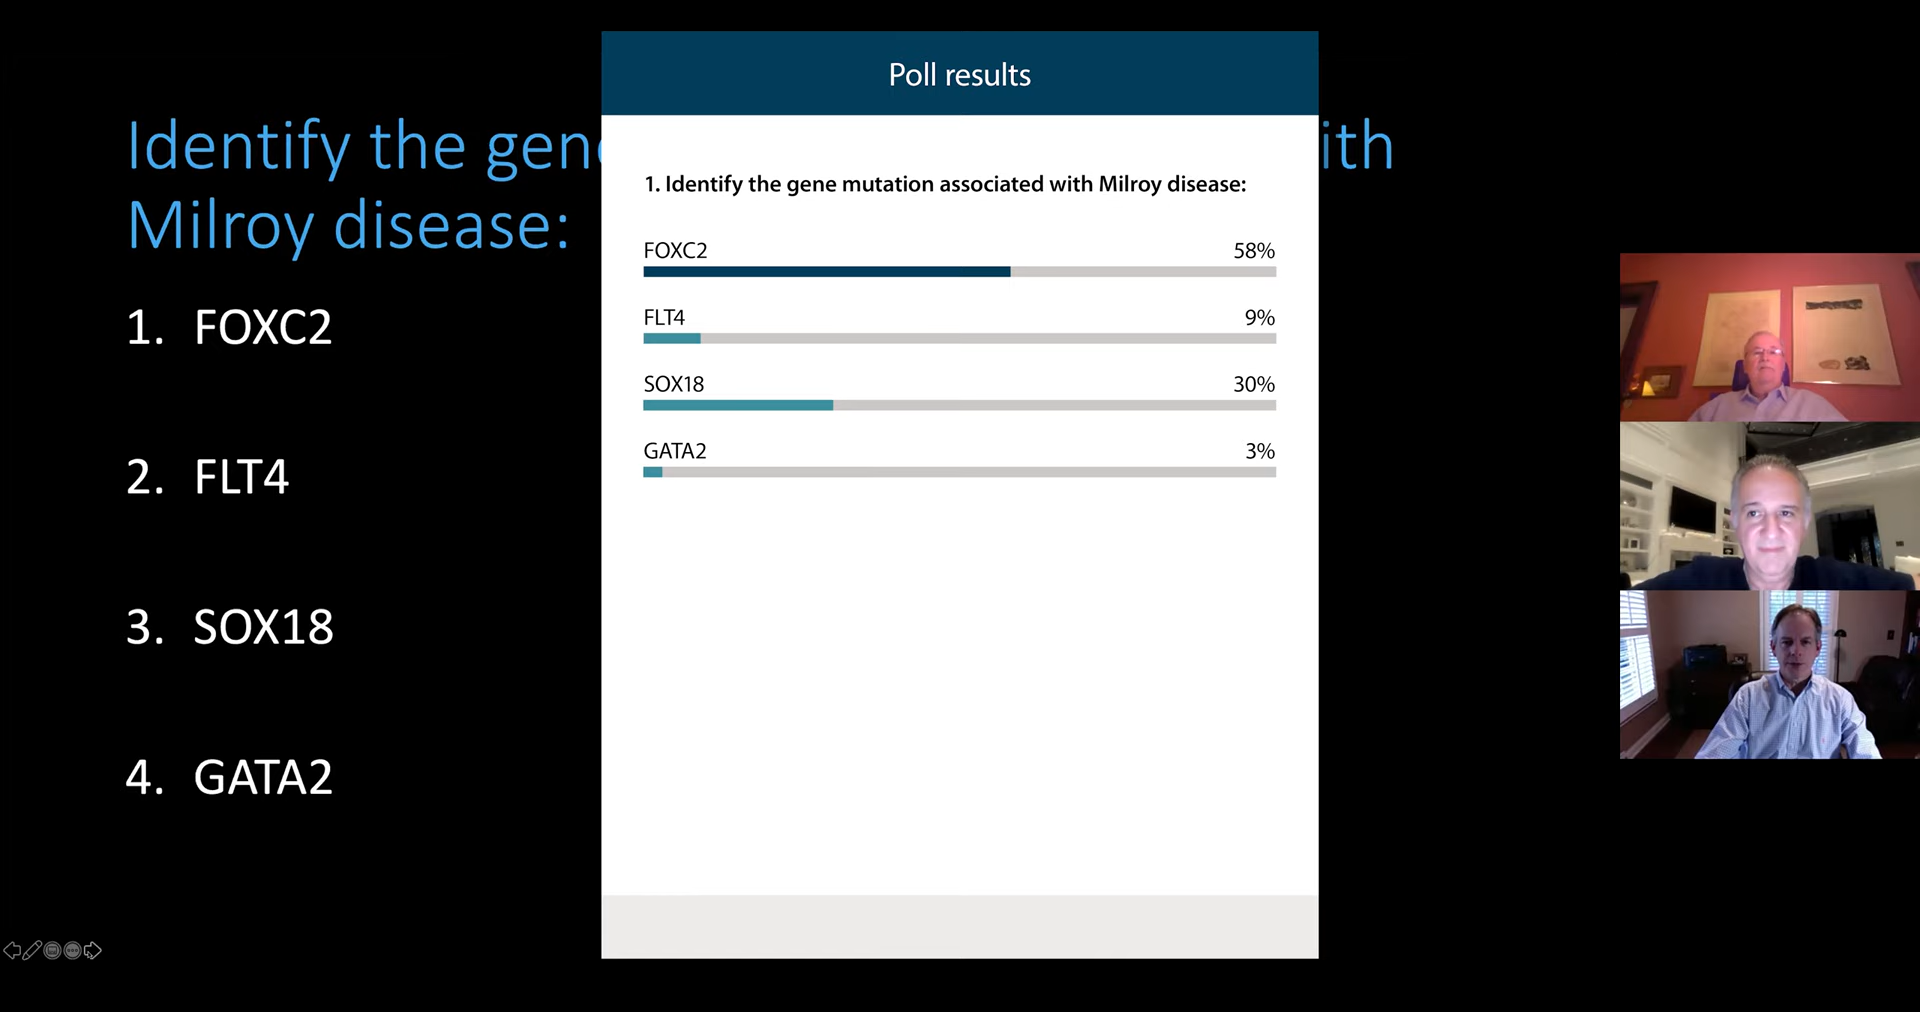 Poll results
Identify the gen
ith
Milroy disease:
1. FOXC2
2. FLT4
3. SOX18
4. GATA2
1. Identify the gene mutation associated with Milroy disease:
FOXC2 58%
FLT4 9%
SOX18 30%
GATA2 3%